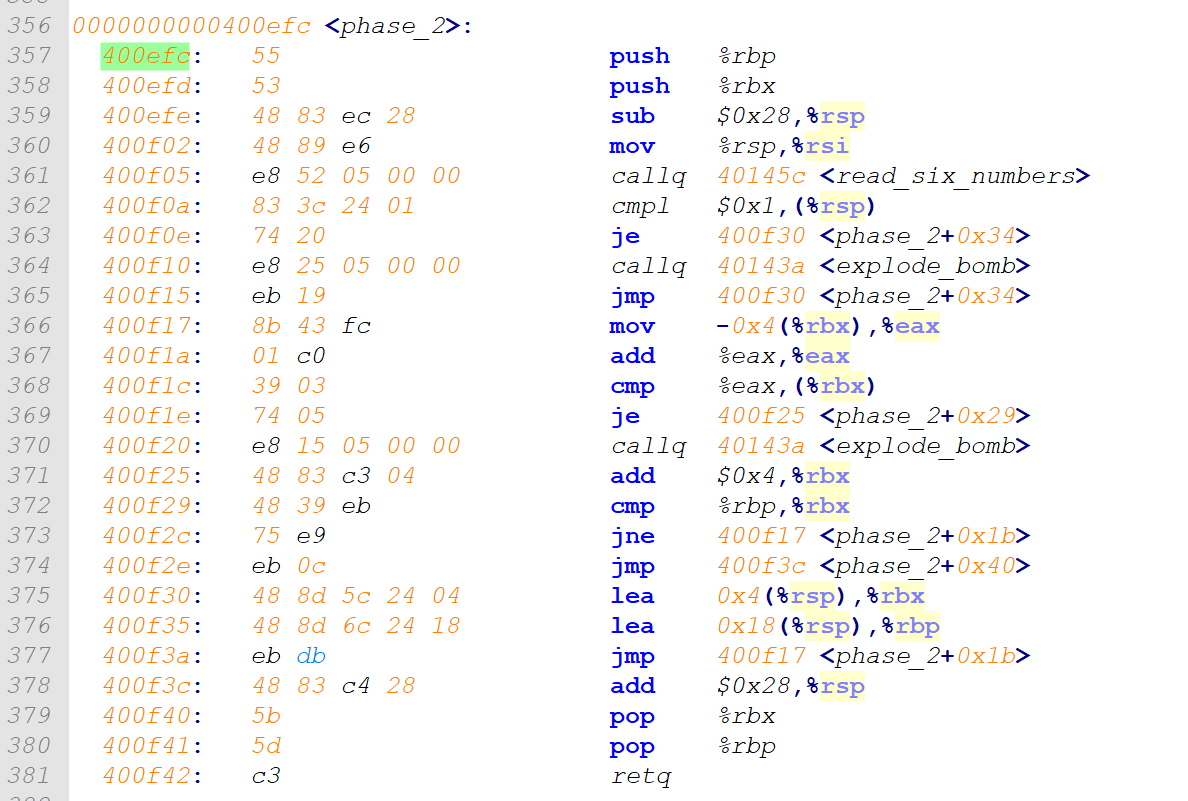 356 0000000000400efc <phase_2>:
357 400efc: 55 push %rbp
358 400efd: 53 push %rbx
359 400efe: 48 83 ec 28 sub $0x28,%rsp
360 400f02: 48 89 e6 mov %rsp,%rsi
361 400f05: e8 52 05 00 00 callq 40145c <read_six_numbers>
362 400f0a: 83 3c 24 01 cmpl $0x1,(%rsp)
363 400f0e: 74 20 je 400f30 <phase_2+0x34>
364 400f10: e8 25 05 00 00 callq 40143a <explode_bomb>
365 400f15: eb 19 jmp 400f30 <phase_2+0x34>
366 400f17: 8b 43 fc mov -0x4(%rbx),%eax
367 400f1a: 01 c0 add %eax,%eax
368 400f1c: 39 03 cmp %eax,(%rbx)
369 400f1e: 74 05 je 400f25 <phase_2+0x29>
370 400f20: e8 15 05 00 00 callq 40143a <explode_bomb>
371 400f25: 48 83 c3 04 add $0x4,%rbx
372 400f29: 48 39 eb cmp %rbp,%rbx
373 400f2c: 75 e9 jne 400f17 <phase_2+0x1b>
374 400f2e: eb 0c jmp 400f3c <phase_2+0x40>
375 400f30: 48 8d 5c 24 04 lea 0x4(%rsp),%rbx
376 400f35: 48 8d 6c 24 18 lea 0x18(%rsp),%rbp
377 400f3a: eb db jmp 400f17 <phase_2+0x1b>
378 400f3c: 48 83 c4 28 add $0x28,%rsp
379 400f40: 5b pop %rbx
380 400f41: 5d pop %rbp
381 400f42: c3 retq